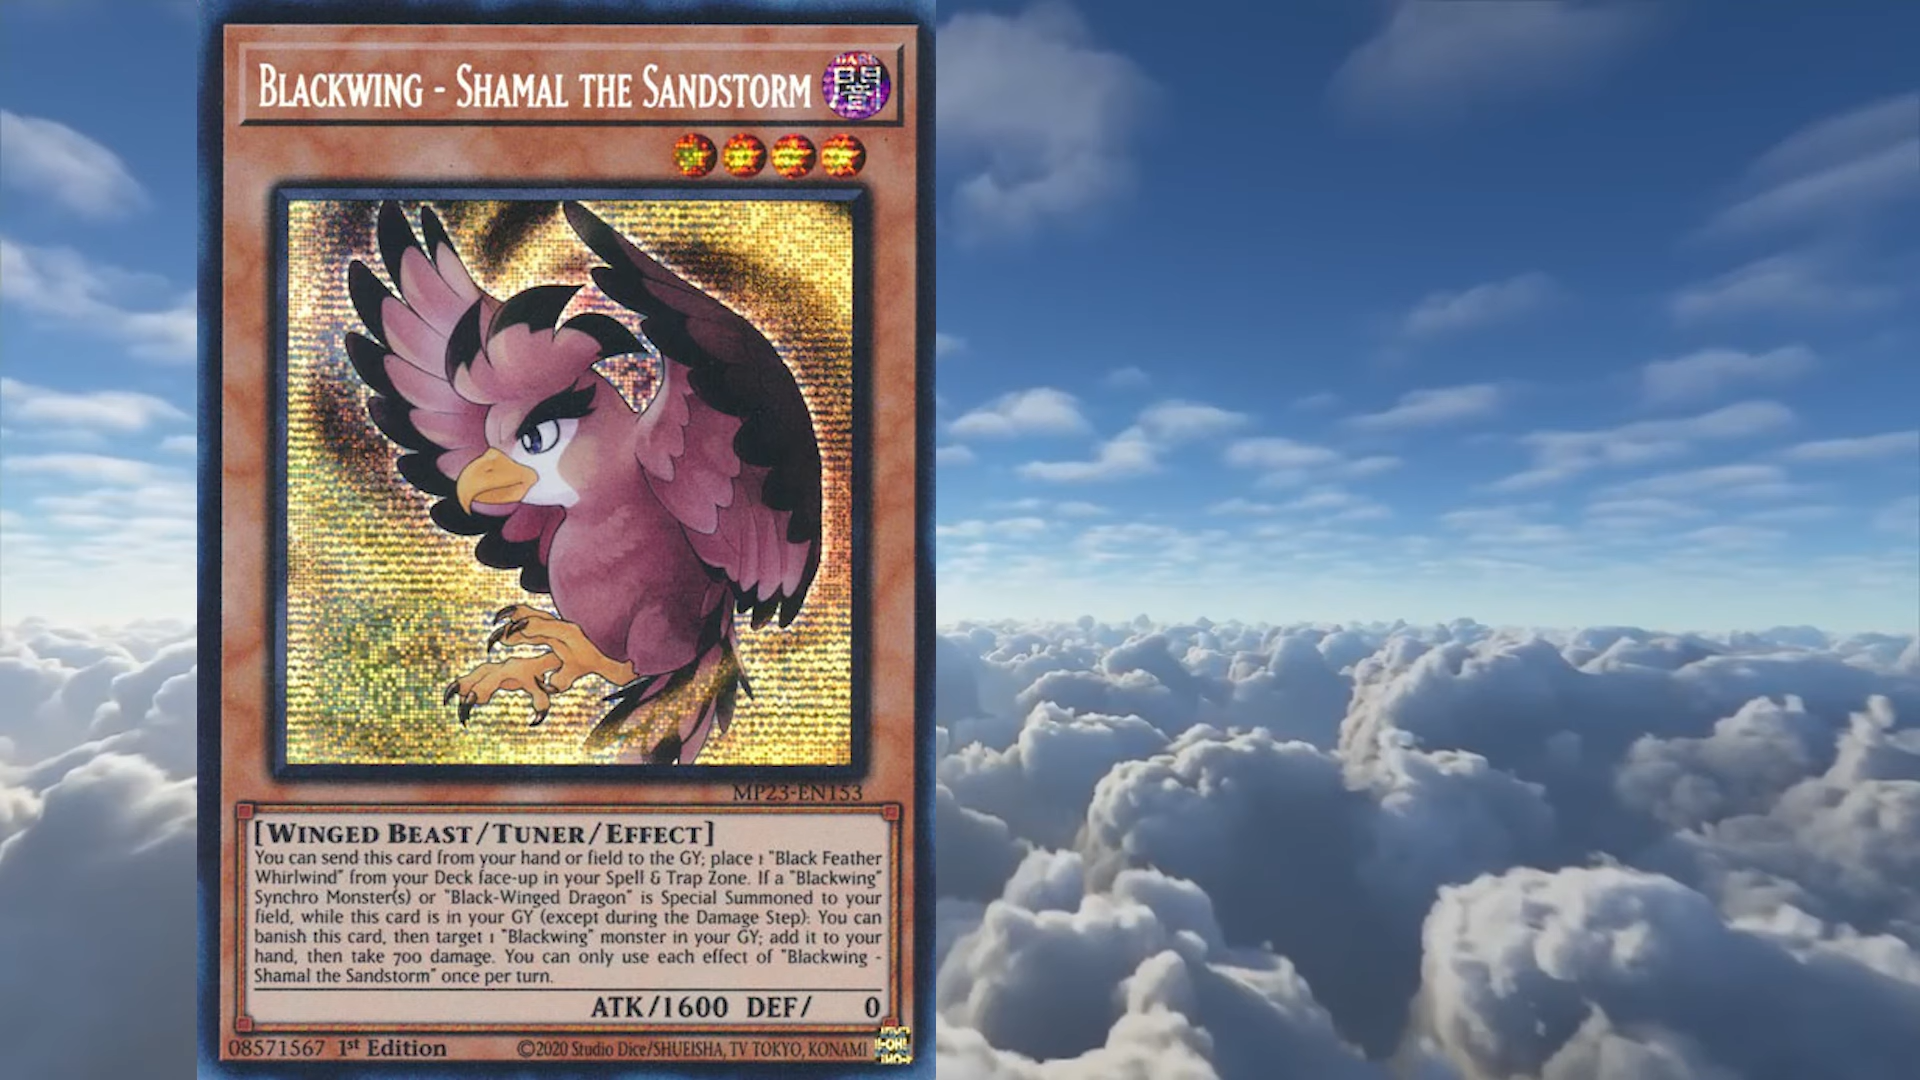 BLACKWING - SHAMAL THE SANDSTORM
DARK
闇
MP23-EN153
[WINGED BEAST/TUNER/EFFECT]
You can send this card from your hand or field to the GY; place 1 "Black Feather
Whirlwind" from your Deck face-up in your Spell & Trap Zone. If a "Blackwing"
Synchro Monster(s) or "Black-Winged Dragon" is Special Summoned to your
field, while this card is in your GY (except during the Damage Step): You can
banish this card, then target 1 "Blackwing" monster in your GY; add it to your
hand, then take 700 damage. You can only use each effect of "Blackwing -
Shamal the Sandstorm" once per turn.
ATK/1600 DEF/ 0
08571567 1st Edition ©2020 Studio Dice/SHUEISHA, TV TOKYO, KONAMI